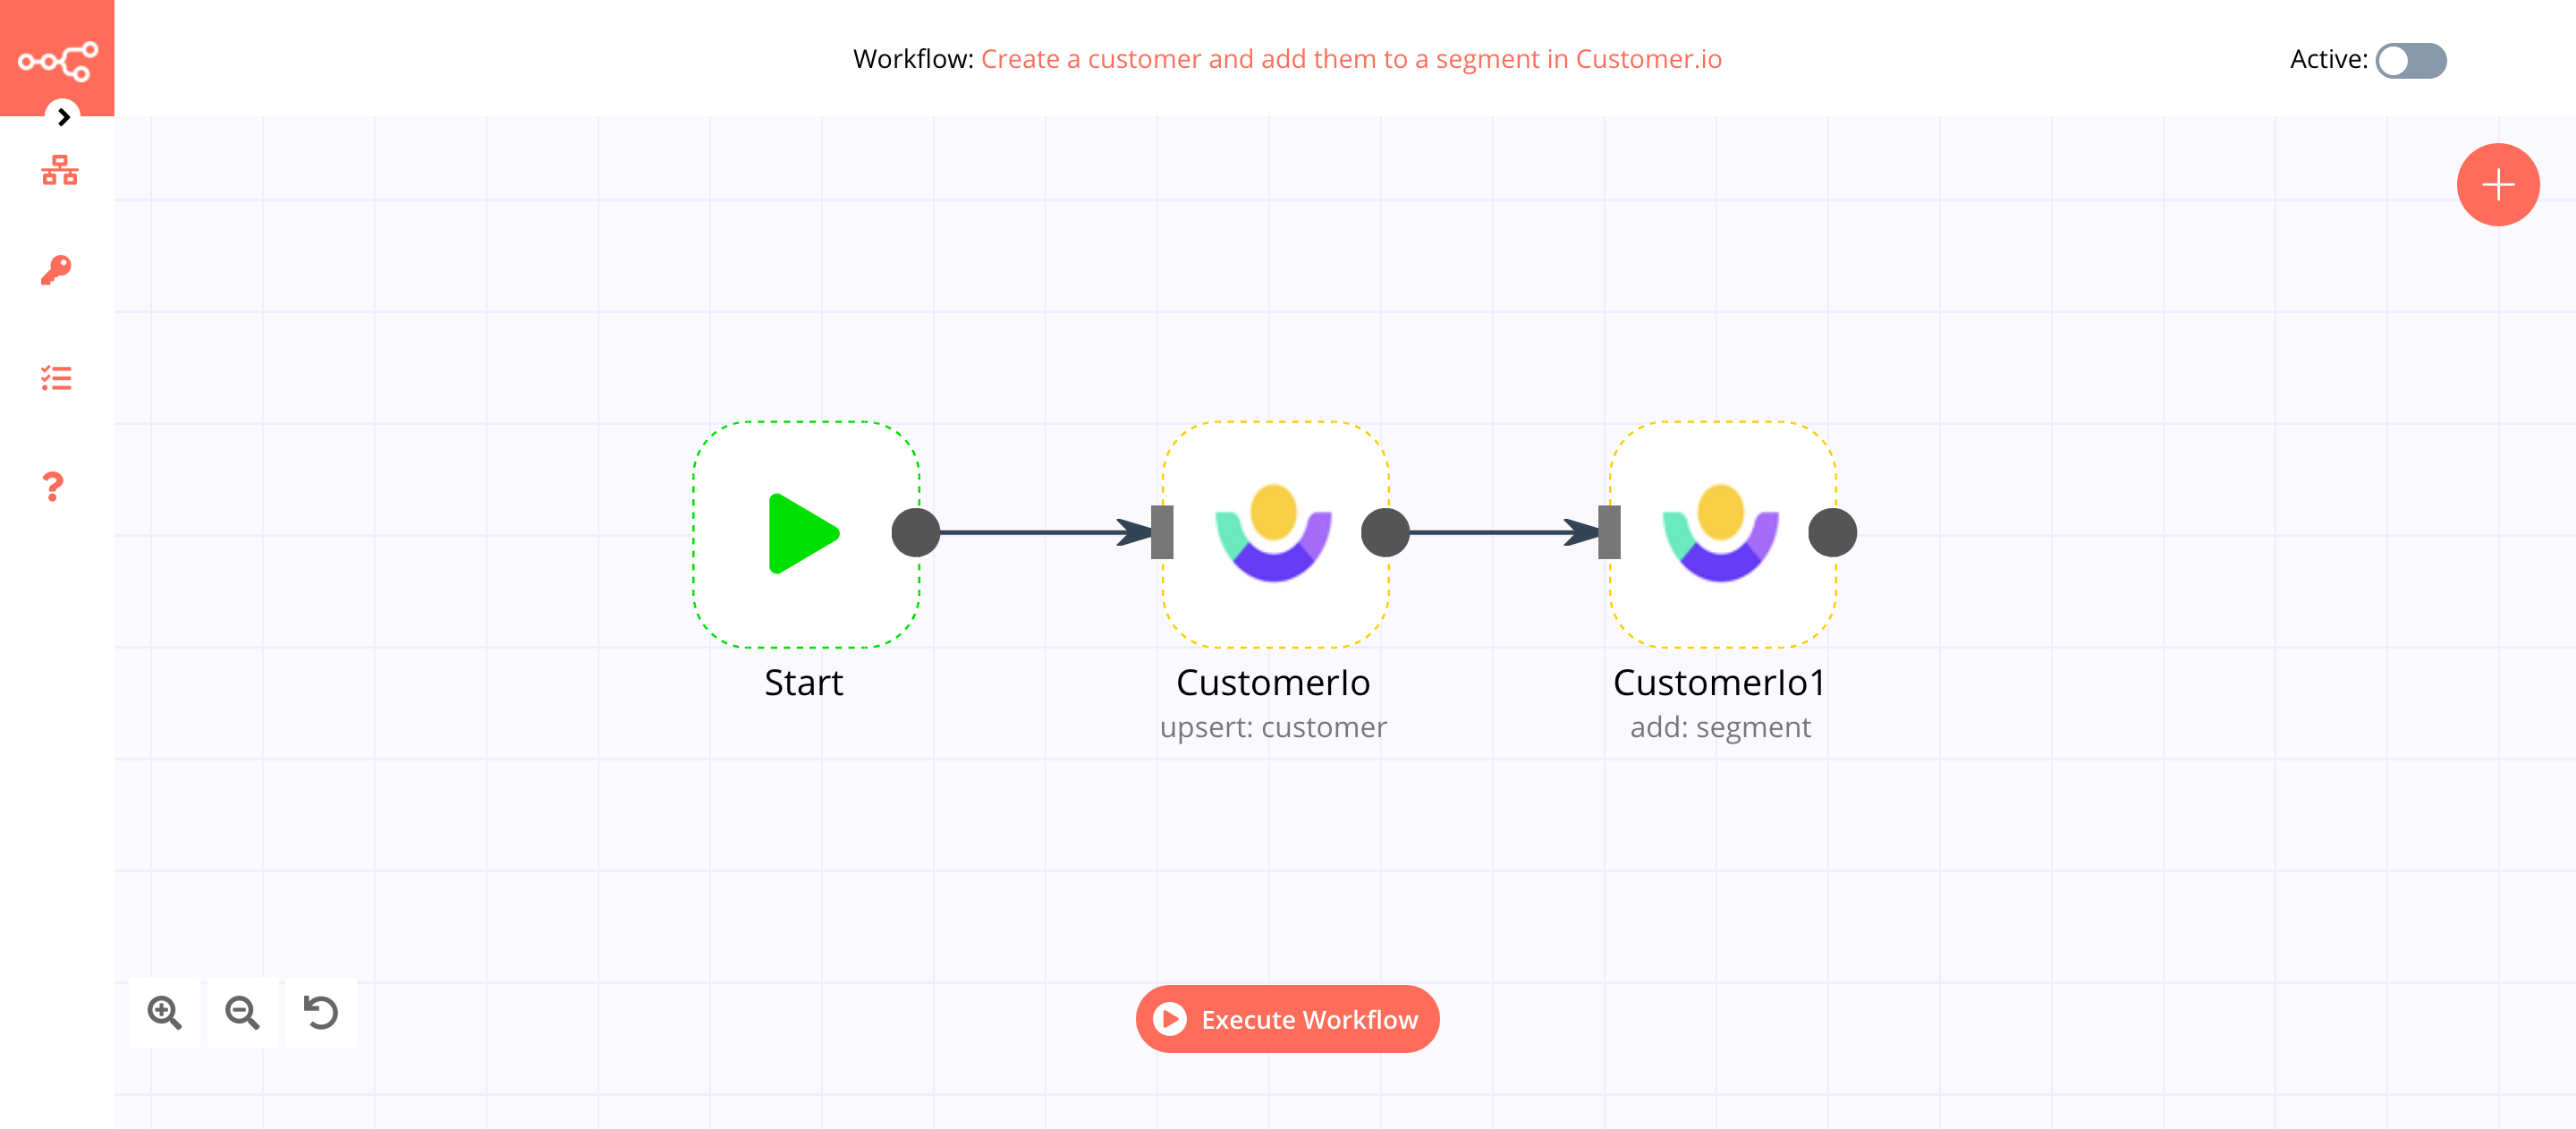 Workflow: Create a customer and add them to a segment in Customer.io
Active:
Start
CustomerIo
upsert: customer
CustomerIo1
add: segment
Execute Workflow